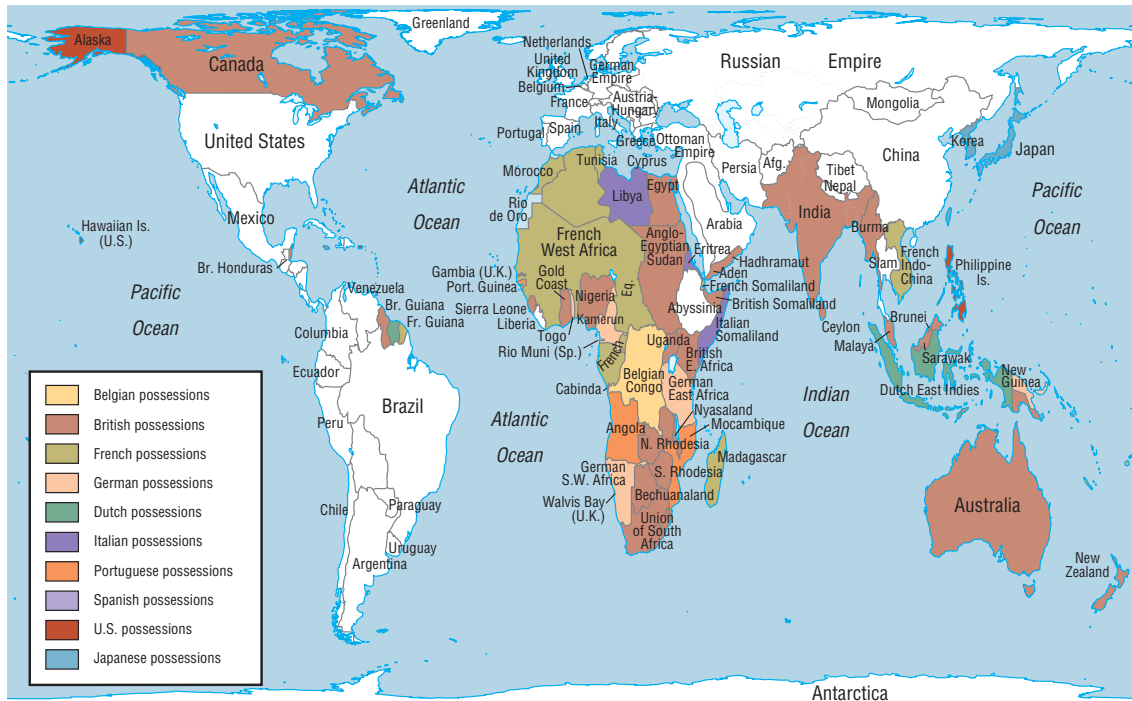 Greenland
Alaska
Canada
United States
Mexico
Hawaiian Is.
(U.S.)
Br. Honduras
Pacific
Ocean
Atlantic
Ocean
Venezuela
Br. Guiana
Fr. Guiana
Colombia
Ecuador
Peru
Brazil
Chile
Paraguay
Uruguay
Argentina
Atlantic
Ocean
Netherlands
United
Kingdom
Belgium
German
Empire
France
Austria-
Hungary
Portugal
Spain
Italy
Greece
Ottoman
Empire
Russian Empire
Mongolia
China
Korea
Japan
Tibet
Nepal
Afg.
Persia
Arabia
Cyprus
Tunisia
Morocco
Rio
de Oro
Libya
Egypt
French
West Africa
Anglo-
Egyptian
Sudan
Eritrea
Hadhramaut
Aden
French Somaliland
British Somaliland
Abyssinia
Italian
Somaliland
Gambia (U.K.)
Port. Guinea
Sierra Leone
Liberia
Gold
Coast
Togo
Nigeria
Kamerun
Rio Muni (Sp.)
French
Eq.
Cabinda
Belgian
Congo
Uganda
British
E. Africa
German
East Africa
Nyasaland
Mocambique
Angola
N. Rhodesia
S. Rhodesia
Madagascar
German
S.W. Africa
Walvis Bay
(U.K.)
Bechuanaland
Union
of South
Africa
India
Burma
Siam
French
Indo-
China
Philippine
Is.
Pacific
Ocean
Ceylon
Malaya
Brunei
Sarawak
Dutch East Indies
New
Guinea
Indian
Ocean
Australia
New
Zealand
Antarctica
Belgian possessions
British possessions
French possessions
German possessions
Dutch possessions
Italian possessions
Portuguese possessions
Spanish possessions
U.S. possessions
Japanese possessions